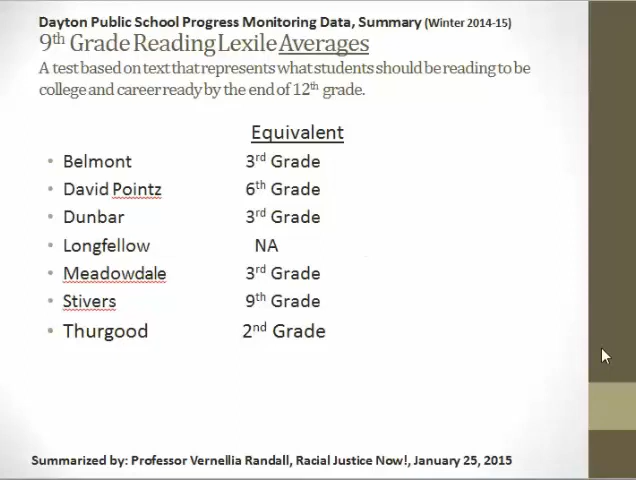 Dayton Public School Progress Monitoring Data, Summary (Winter 2014-15)
9th Grade Reading Lexile Averages
A test based on text that represents what students should be reading to be
college and career ready by the end of 12th grade.
Equivalent
• Belmont 3rd Grade
• David Pointz 6th Grade
• Dunbar 3rd Grade
• Longfellow NA
• Meadowdale 3rd Grade
• Stivers 9th Grade
• Thurgood 2nd Grade
Summarized by: Professor Vernellia Randall, Racial Justice Now!, January 25, 2015